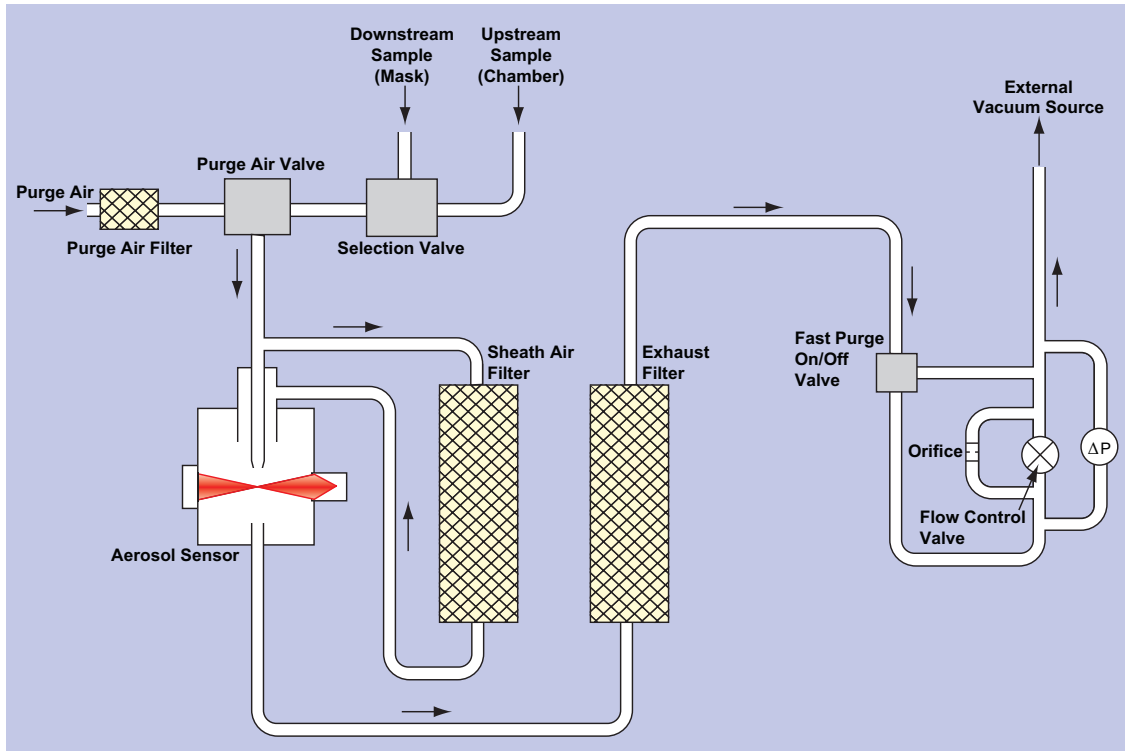 Downstream
Sample
(Mask)
Upstream
Sample
(Chamber)
External
Vacuum Source
Purge Air Valve
Purge Air
Purge Air Filter
Selection Valve
Sheath Air
Filter
Exhaust
Filter
Fast Purge
On/Off
Valve
Orifice
ΔP
Flow Control
Valve
Aerosol Sensor